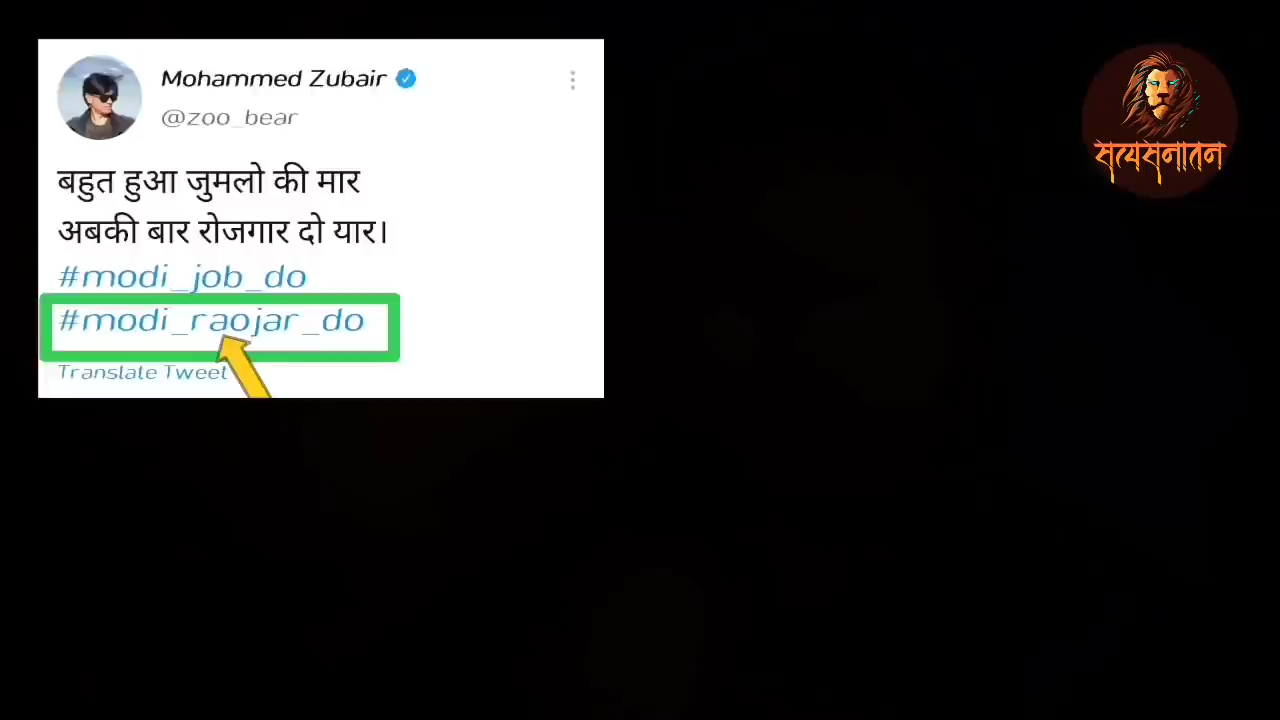 Mohammed Zubair
@zoo_bear
बहुत हुआ जुमलो की मार
अबकी बार रोजगार दो यार।
#modi_job_do
#modi_raojar_do
Translate Tweet
सत्यसनातन